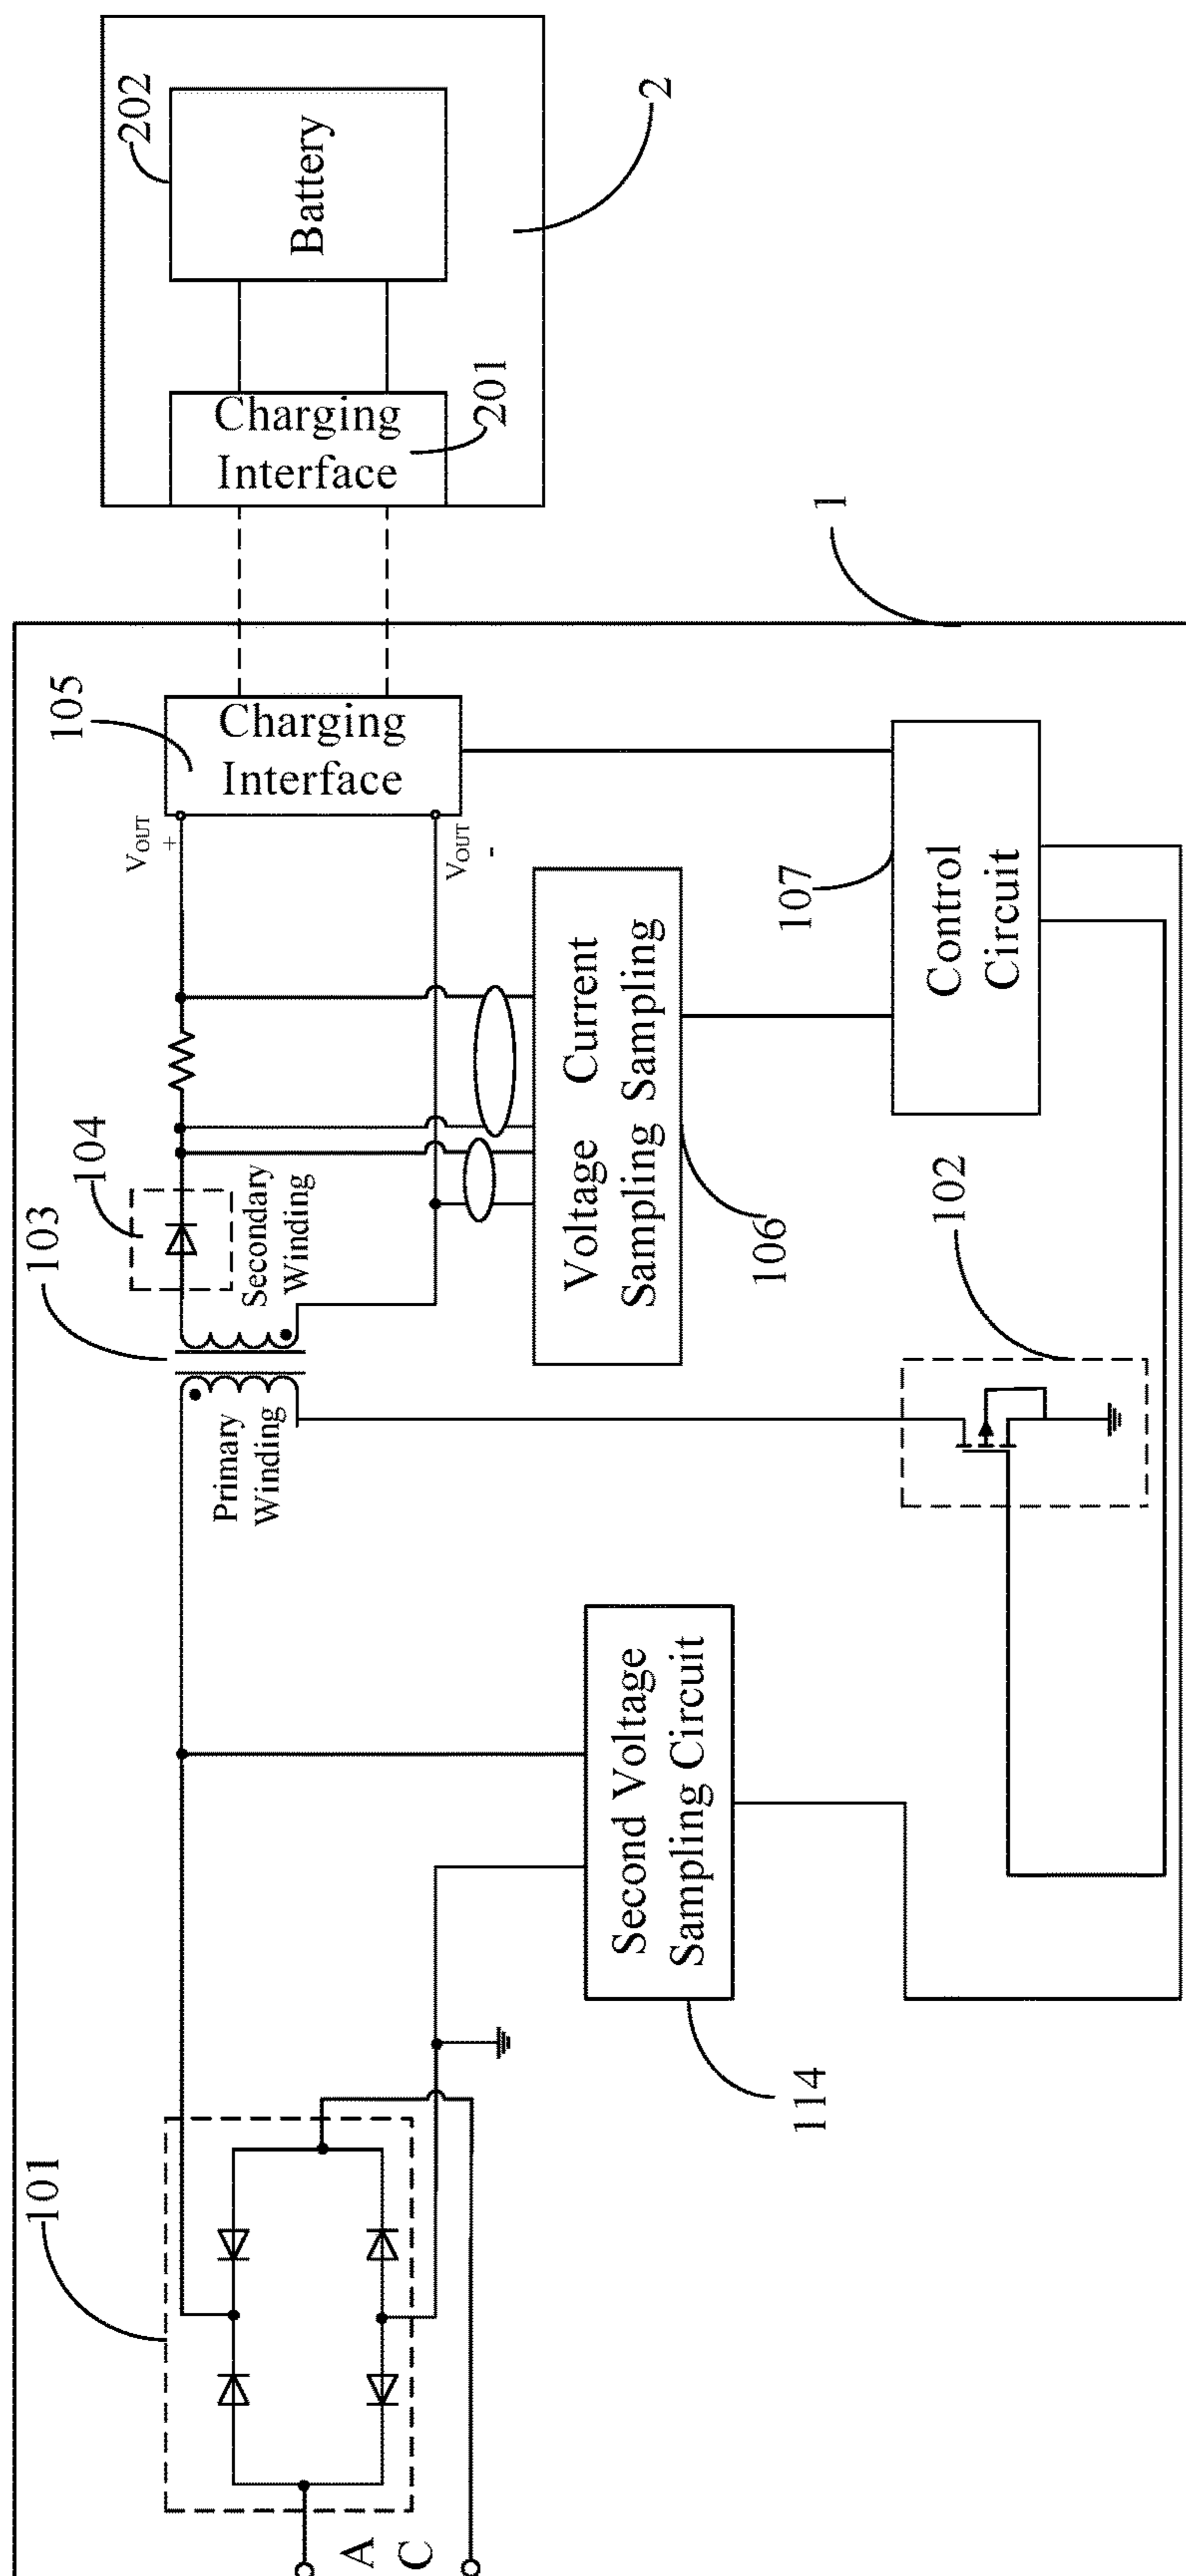 202
Battery
2
Charging
Interface
201
1
105
Charging
Interface
VOUT
+
VOUT
-
107
Control
Circuit
Voltage Current
Sampling Sampling
106
104
103
Secondary
Winding
Primary
Winding
102
Second Voltage
Sampling Circuit
114
101
A
C